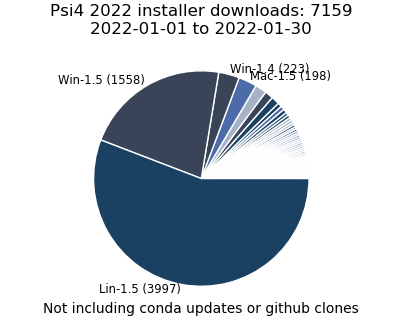 Psi4 2022 installer downloads: 7159
2022-01-01 to 2022-01-30
Win-1.4 (223)
Mac-1.5 (198)
Win-1.5 (1558)
Lin-1.5 (3997)
Not including conda updates or github clones